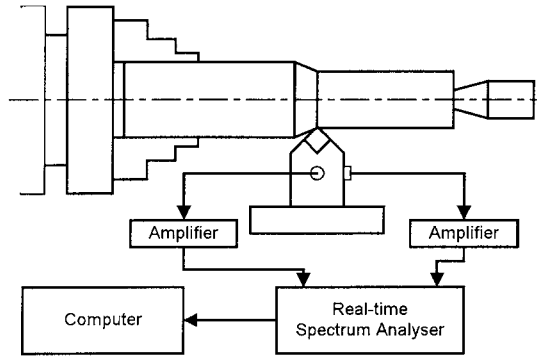 Amplifier
Amplifier
Computer
Real-time
Spectrum Analyser